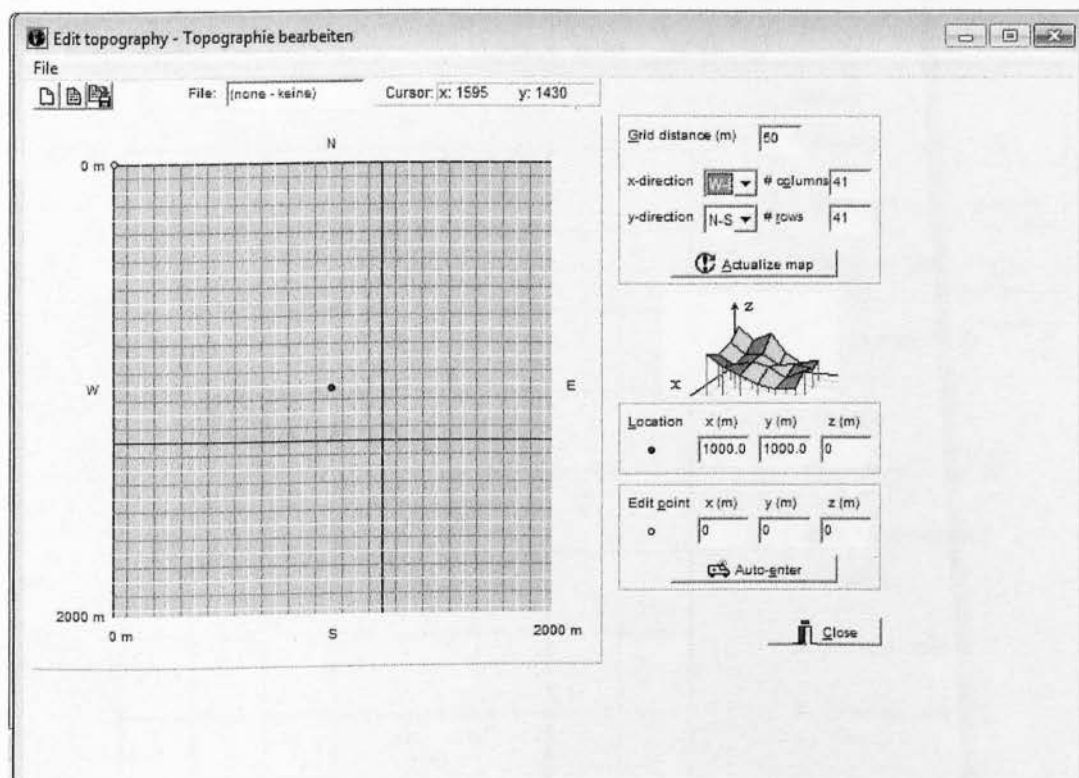 Edit topography - Topographie bearbeiten
File
File: (none - keine) Cursor: x: 1595 y: 1430
N
0 m
W
E
2000 m
0 m S 2000 m
Grid distance (m) 50
x-direction # columns 41
y-direction N-S # rows 41
Actualize map
z
x
Location x (m) y (m) z (m)
1000.0 1000.0 0
Edit point x (m) y (m) z (m)
0 0 0
Auto-enter
Close